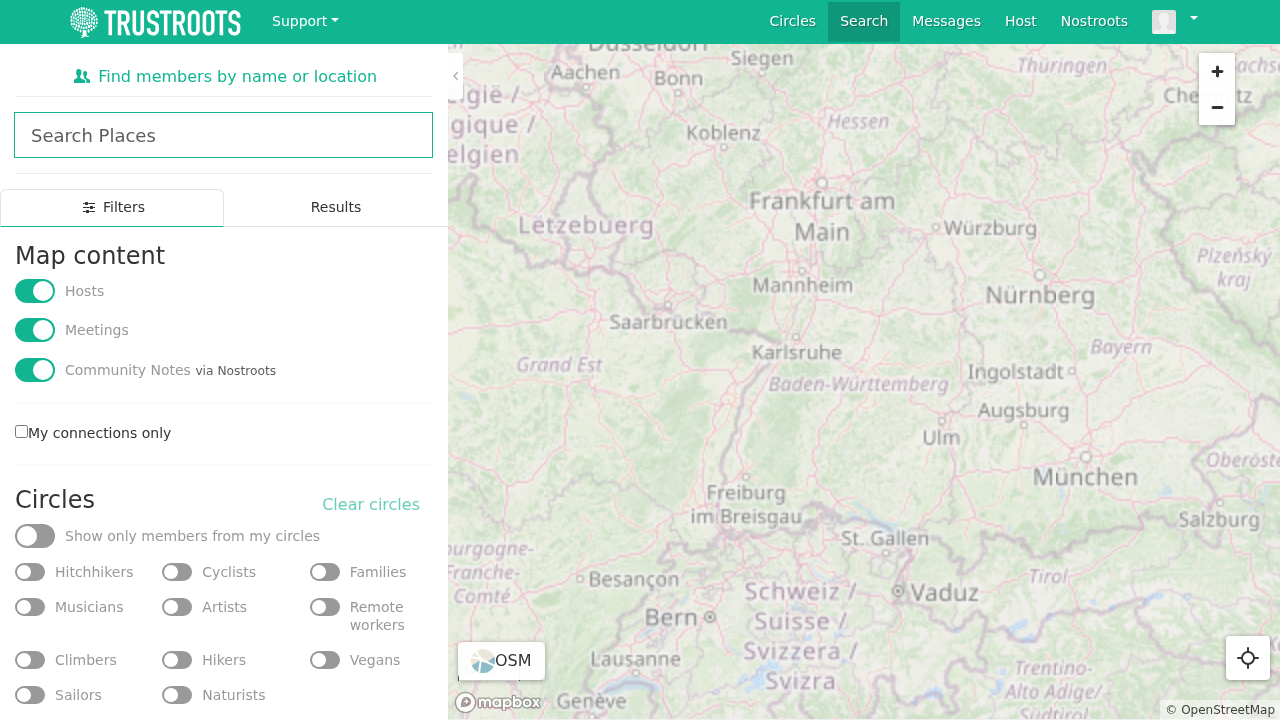 TRUSTROOTS
Support
Circles
Search
Messages
Host
Nostroots
Find members by name or location
Search Places
Filters
Results
Map content
Hosts
Meetings
Community Notes via Nostroots
My connections only
Circles
Clear circles
Show only members from my circles
Hitchhikers
Cyclists
Families
Musicians
Artists
Remote
workers
Climbers
Hikers
Vegans
Sailors
Naturists
Düsseldorf
Siegen
Aachen
Bonn
Thüringen
Koblenz
Hessen
Frankfurt am
Main
Lëtzebuerg
Würzburg
Plzeňský
kraj
Mannheim
Nürnberg
Saarbrücken
Karlsruhe
Bayern
Grand Est
Baden-Württemberg
Ingolstadt
Augsburg
Ulm
München
Freiburg
im Breisgau
Salzburg
St. Gallen
Besançon
Vaduz
Tirol
Schweiz /
Suisse /
Svizzera /
Svizra
Bern
Lausanne
Genève
Trentino-
Alto Adige/
OSM
mapbox
© OpenStreetMap